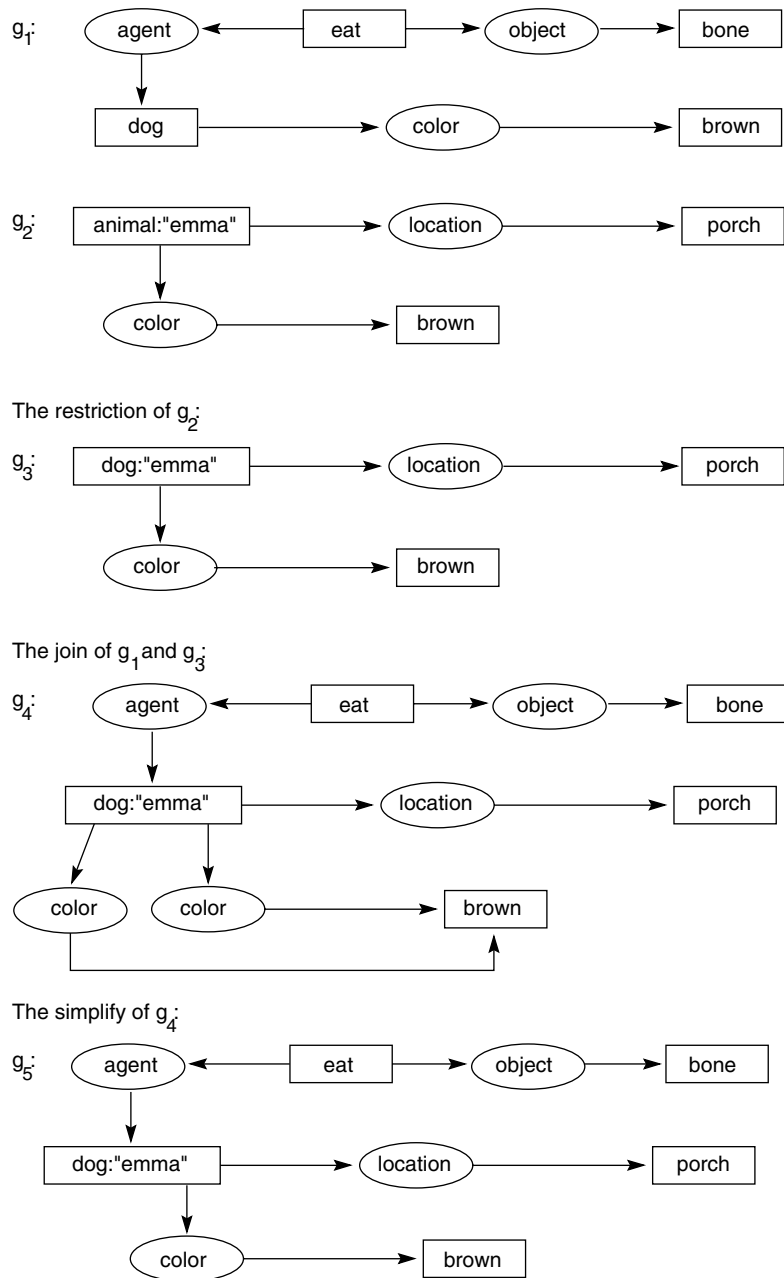 g1: agent eat object bone
dog color brown
g2: animal:"emma" location porch
color brown
The restriction of g2:
g3: dog:"emma" location porch
color brown
The join of g1 and g3:
g4: agent eat object bone
dog:"emma" location porch
color color brown
The simplify of g4:
g5: agent eat object bone
dog:"emma" location porch
color brown